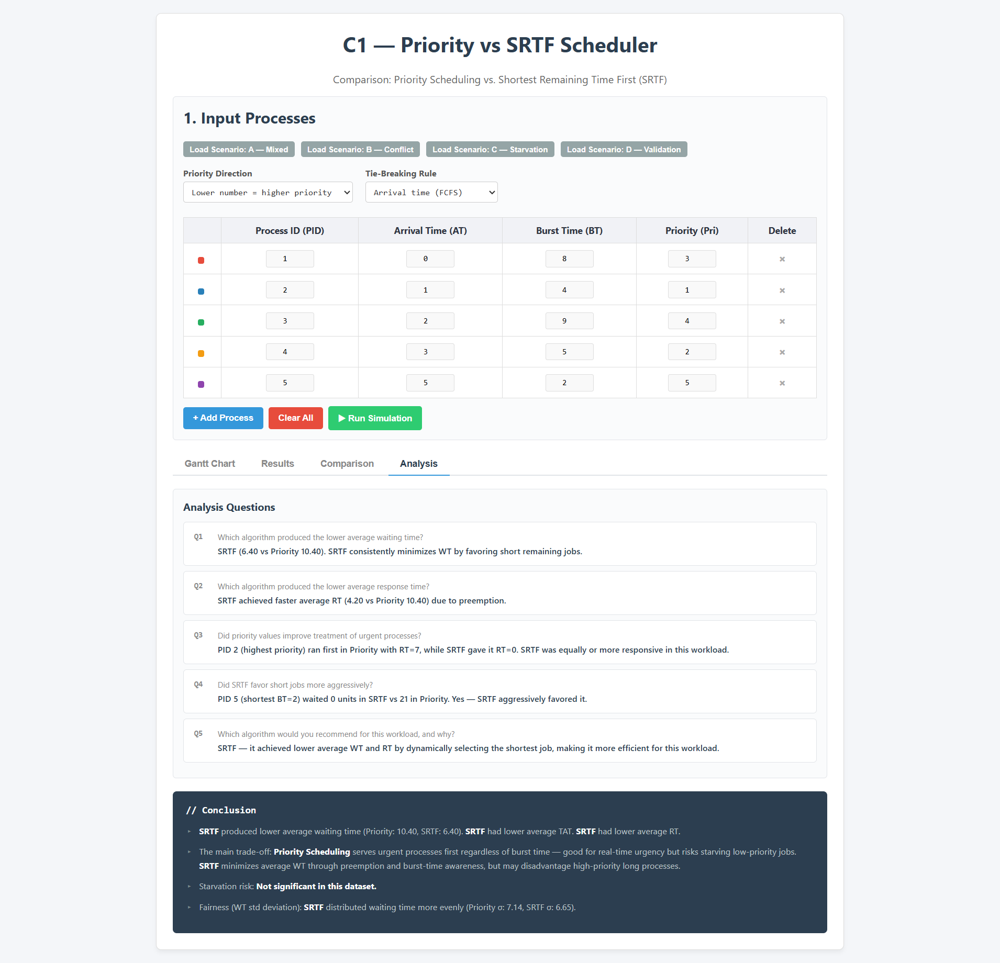 C1 — Priority vs SRTF Scheduler
Comparison: Priority Scheduling vs. Shortest Remaining Time First (SRTF)
1. Input Processes
Load Scenario: A — Mixed Load Scenario: B — Conflict Load Scenario: C — Starvation Load Scenario: D — Validation
Priority Direction Tie-Breaking Rule
Lower number = higher priority Arrival time (FCFS)
Process ID (PID) Arrival Time (AT) Burst Time (BT) Priority (Pri) Delete
1 0 8 3 ×
2 1 4 1 ×
3 2 9 4 ×
4 3 5 2 ×
5 5 2 5 ×
+ Add Process Clear All ▶ Run Simulation
Gantt Chart Results Comparison Analysis
Analysis Questions
Q1 Which algorithm produced the lower average waiting time?
SRTF (6.40 vs Priority 10.40). SRTF consistently minimizes WT by favoring short remaining jobs.
Q2 Which algorithm produced the lower average response time?
SRTF achieved faster average RT (4.20 vs Priority 10.40) due to preemption.
Q3 Did priority values improve treatment of urgent processes?
PID 2 (highest priority) ran first in Priority with RT=7, while SRTF gave it RT=0. SRTF was equally or more responsive in this workload.
Q4 Did SRTF favor short jobs more aggressively?
PID 5 (shortest BT=2) waited 0 units in SRTF vs 21 in Priority. Yes — SRTF aggressively favored it.
Q5 Which algorithm would you recommend for this workload, and why?
SRTF — it achieved lower average WT and RT by dynamically selecting the shortest job, making it more efficient for this workload.
// Conclusion
▸ SRTF produced lower average waiting time (Priority: 10.40, SRTF: 6.40). SRTF had lower average TAT. SRTF had lower average RT.
▸ The main trade-off: Priority Scheduling serves urgent processes first regardless of burst time — good for real-time urgency but risks starving low-priority jobs.
SRTF minimizes average WT through preemption and burst-time awareness, but may disadvantage high-priority long processes.
▸ Starvation risk: Not significant in this dataset.
▸ Fairness (WT std deviation): SRTF distributed waiting time more evenly (Priority σ: 7.14, SRTF σ: 6.65).